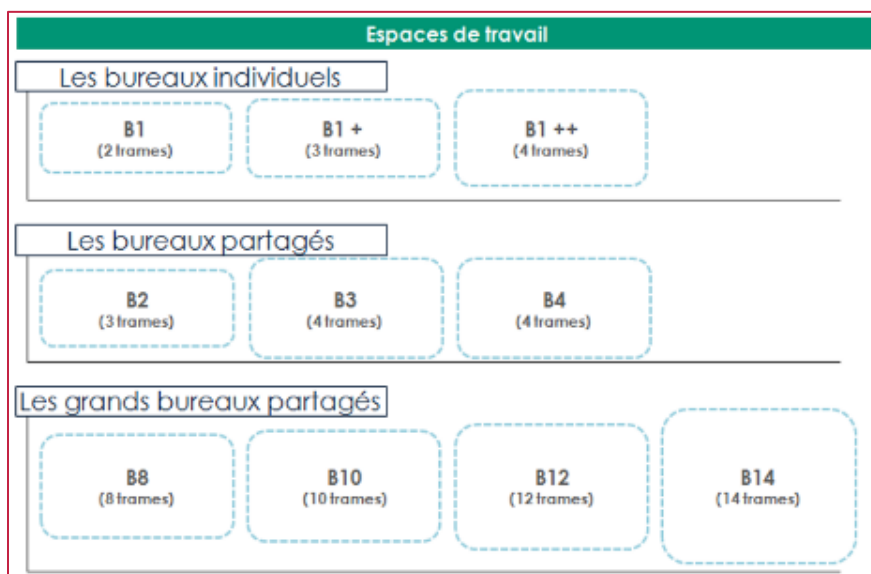 Espaces de travail
Les bureaux individuels
B1
(2 trames)
B1 +
(3 trames)
B1 ++
(4 trames)
Les bureaux partagés
B2
(3 trames)
B3
(4 trames)
B4
(4 trames)
Les grands bureaux partagés
B8
(8 trames)
B10
(10 trames)
B12
(12 trames)
B14
(14 trames)